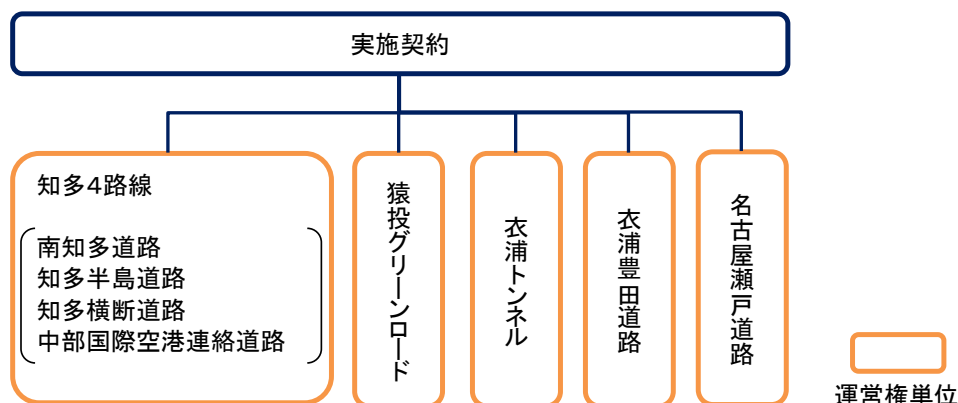 実施契約
知多4路線
南知多道路
知多半島道路
知多横断道路
中部国際空港連絡道路
猿投グリーンロード
衣浦トンネル
衣浦豊田道路
名古屋瀬戸道路
運営権単位